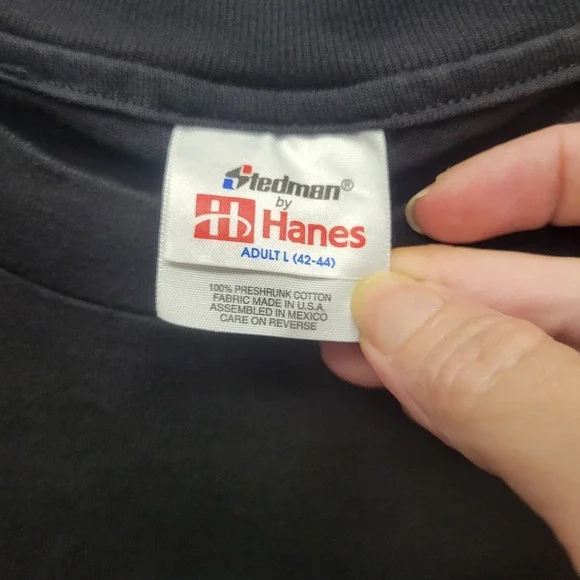 Stedman®
by
H Hanes
ADULT L (42-44)
100% PRESHRUNK COTTON
FABRIC MADE IN U.S.A.
ASSEMBLED IN MEXICO
CARE ON REVERSE